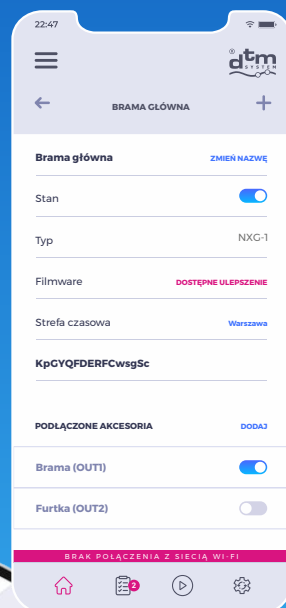 22:47
dtm
SYSTEM
BRAMA GŁÓWNA
Brama główna ZMIEŃ NAZWĘ
Stan
Typ NXG-1
Filmware DOSTĘPNE ULEPSZENIE
Strefa czasowa Warszawa
KpGYQFDERFCwsgSc
PODŁĄCZONE AKCESORIA DODAJ
Brama (OUT1)
Furtka (OUT2)
BRAK POŁĄCZENIA Z SIECIĄ WI-FI
2